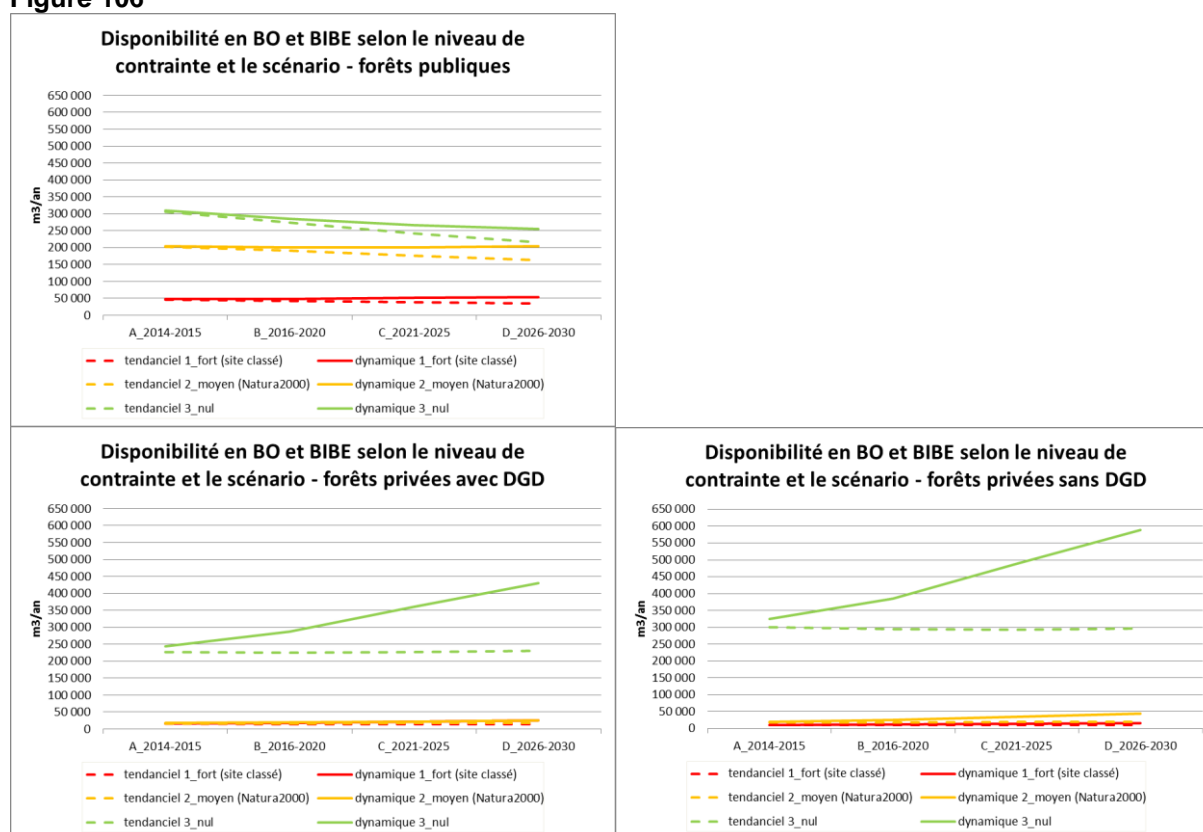 Figure 106
Disponibilité en BO et BIBE selon le niveau de
contrainte et le scénario - forêts publiques
650 000
600 000
550 000
500 000
450 000
400 000
350 000
300 000
250 000
200 000
150 000
100 000
50 000
0
m3/an
A_2014-2015 B_2016-2020 C_2021-2025 D_2026-2030
tendanciel 1_fort (site classé) dynamique 1_fort (site classé)
tendanciel 2_moyen (Natura2000) dynamique 2_moyen (Natura2000)
tendanciel 3_nul dynamique 3_nul
Disponibilité en BO et BIBE selon le niveau de
contrainte et le scénario - forêts privées avec DGD
650 000
600 000
550 000
500 000
450 000
400 000
350 000
300 000
250 000
200 000
150 000
100 000
50 000
0
m3/an
A_2014-2015 B_2016-2020 C_2021-2025 D_2026-2030
tendanciel 1_fort (site classé) dynamique 1_fort (site classé)
tendanciel 2_moyen (Natura2000) dynamique 2_moyen (Natura2000)
tendanciel 3_nul dynamique 3_nul
Disponibilité en BO et BIBE selon le niveau de
contrainte et le scénario - forêts privées sans DGD
650 000
600 000
550 000
500 000
450 000
400 000
350 000
300 000
250 000
200 000
150 000
100 000
50 000
0
m3/an
A_2014-2015 B_2016-2020 C_2021-2025 D_2026-2030
tendanciel 1_fort (site classé) dynamique 1_fort (site classé)
tendanciel 2_moyen (Natura2000) dynamique 2_moyen (Natura2000)
tendanciel 3_nul dynamique 3_nul